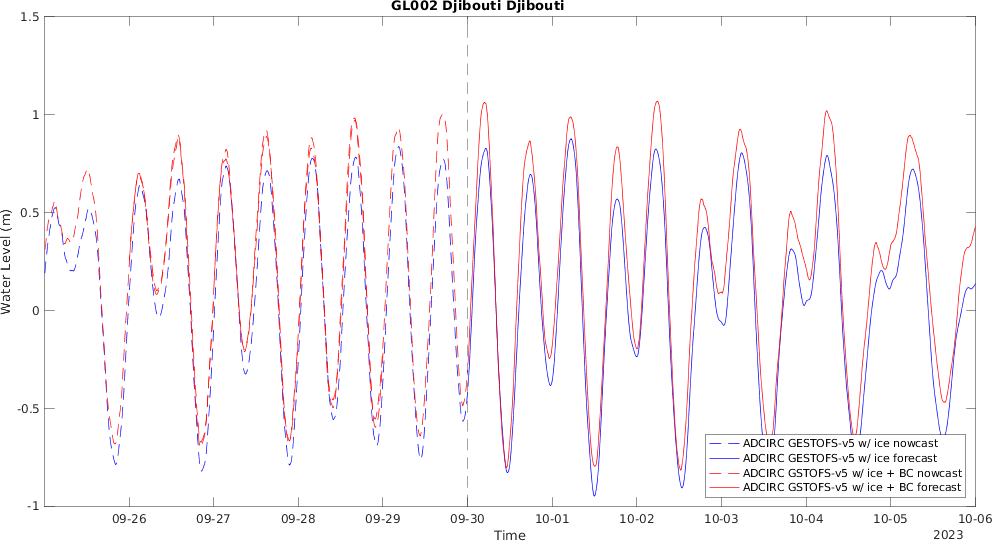 GL002 Djibouti Djibouti
1.5
1
0.5
0
-0.5
-1
Water Level (m)
ADCIRC GESTOFS-v5 w/ ice nowcast
ADCIRC GESTOFS-v5 w/ ice forecast
ADCIRC GSTOFS-v5 w/ ice + BC nowcast
ADCIRC GSTOFS-v5 w/ ice + BC forecast
09-26 09-27 09-28 09-29 09-30 10-01 10-02 10-03 10-04 10-05 10-06
Time
2023